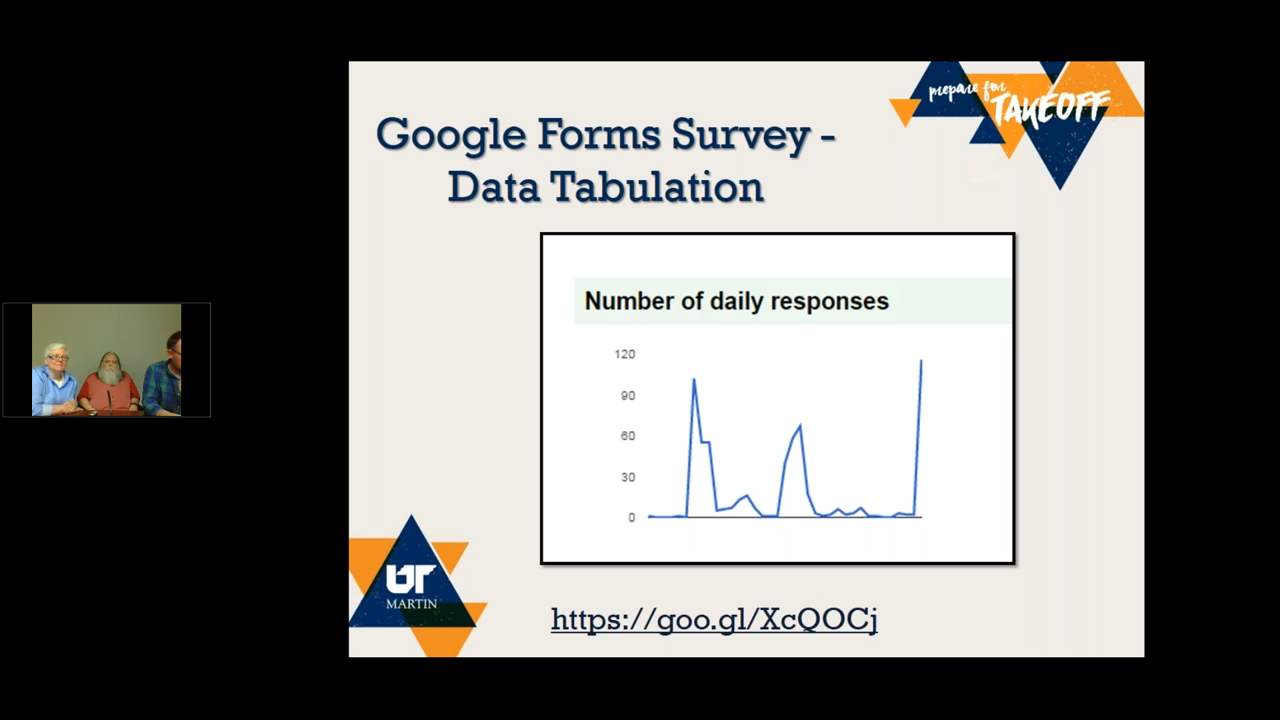 prepare for
TAKEOFF
Google Forms Survey -
Data Tabulation
Number of daily responses
120
90
60
30
0
UT
MARTIN
https://goo.gl/XcQOCj